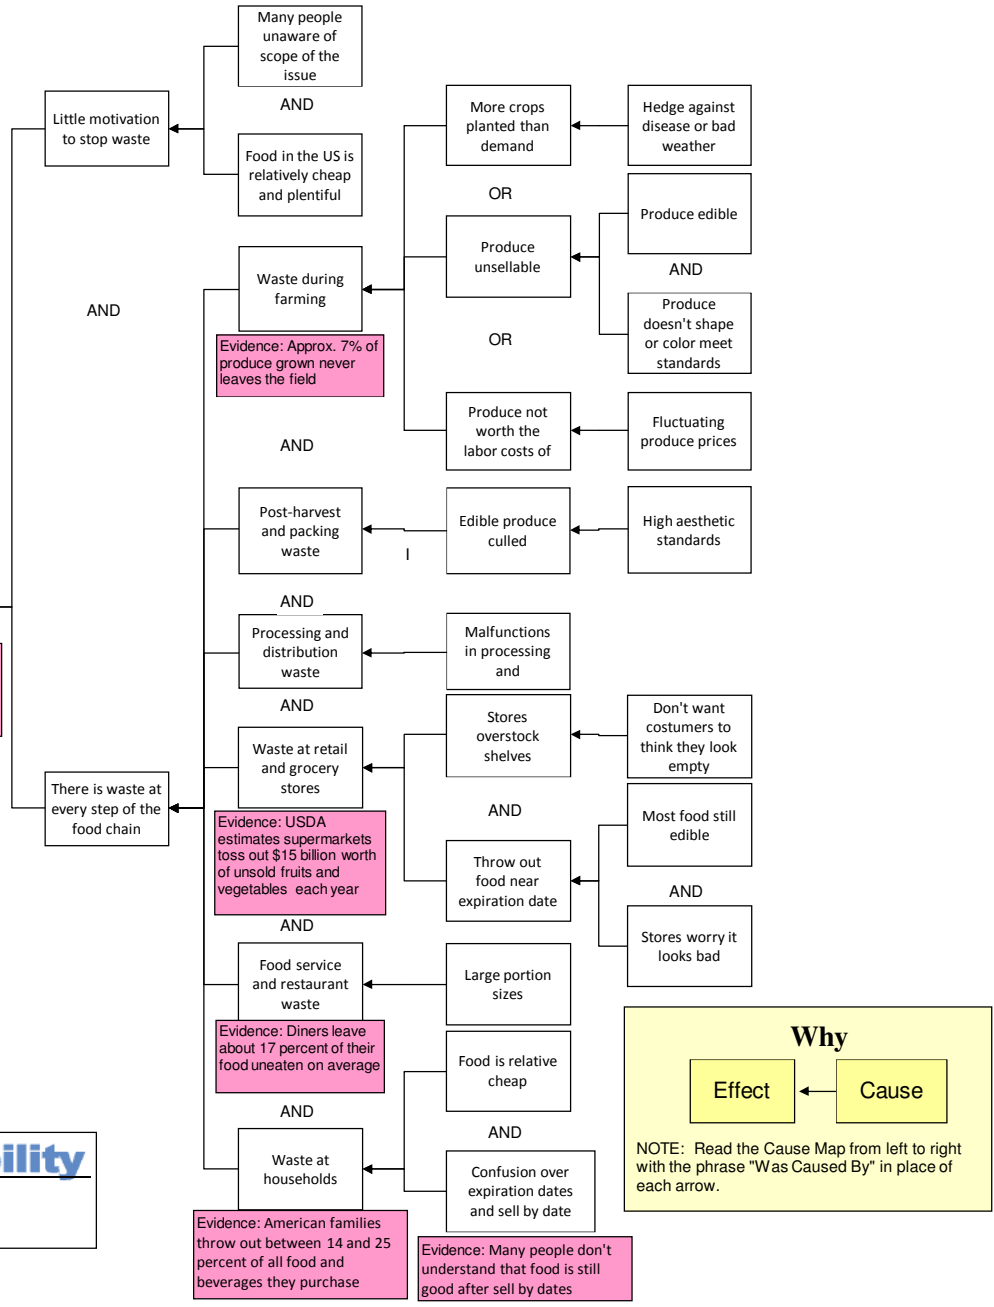 Many people
unaware of
scope of the
issue
AND
Little motivation
to stop waste
Food in the US is
relatively cheap
and plentiful
More crops
planted than
demand
Hedge against
disease or bad
weather
OR
Produce edible
Produce
unsellable
AND
Waste during
farming
AND
Evidence: Approx. 7% of
produce grown never
leaves the field
OR
Produce
doesn't shape
or color meet
standards
Produce not
worth the
labor costs of
Fluctuating
produce prices
AND
Post-harvest
and packing
waste
I
Edible produce
culled
High aesthetic
standards
AND
Processing and
distribution
waste
Malfunctions
in processing
and
AND
Stores
overstock
shelves
Don't want
costumers to
think they look
empty
Waste at retail
and grocery
stores
There is waste at
every step of the
food chain
AND
Most food still
edible
Evidence: USDA
estimates supermarkets
toss out $15 billion worth
of unsold fruits and
vegetables each year
Throw out
food near
expiration date
AND
Stores worry it
looks bad
AND
Food service
and restaurant
waste
Large portion
sizes
Evidence: Diners leave
about 17 percent of their
food uneaten on average
Food is relative
cheap
AND
AND
Waste at
households
Confusion over
expiration dates
and sell by date
Evidence: American families
throw out between 14 and 25
percent of all food and
beverages they purchase
Evidence: Many people don't
understand that food is still
good after sell by dates
Why
Effect
Cause
NOTE: Read the Cause Map from left to right
with the phrase "Was Caused By" in place of
each arrow.
ility